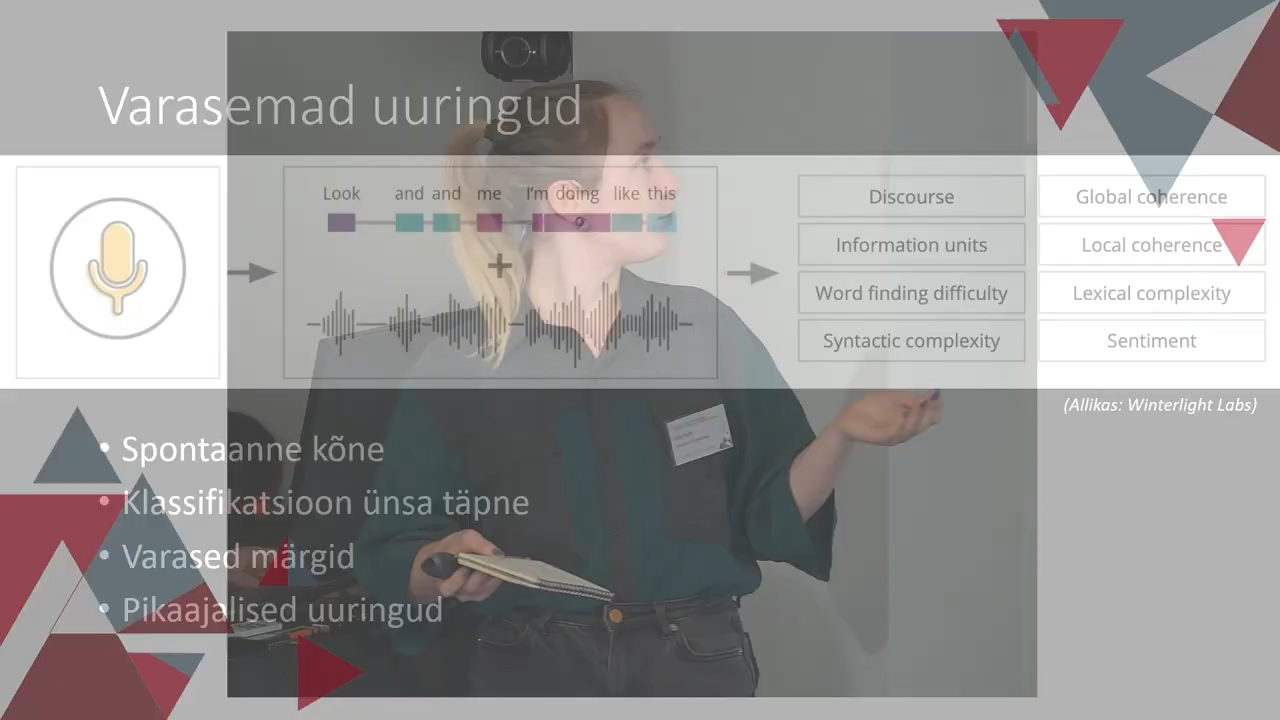 Varasemad uuringud
Look and and me I'm doing like this
Discourse
Global coherence
Information units
Local coherence
Word finding difficulty
Lexical complexity
Syntactic complexity
Sentiment
(Allikas: Winterlight Labs)
• Spontaanne kõne
• Klassifikatsioon ünsa täpne
• Varased märgid
• Pikaajalised uuringud